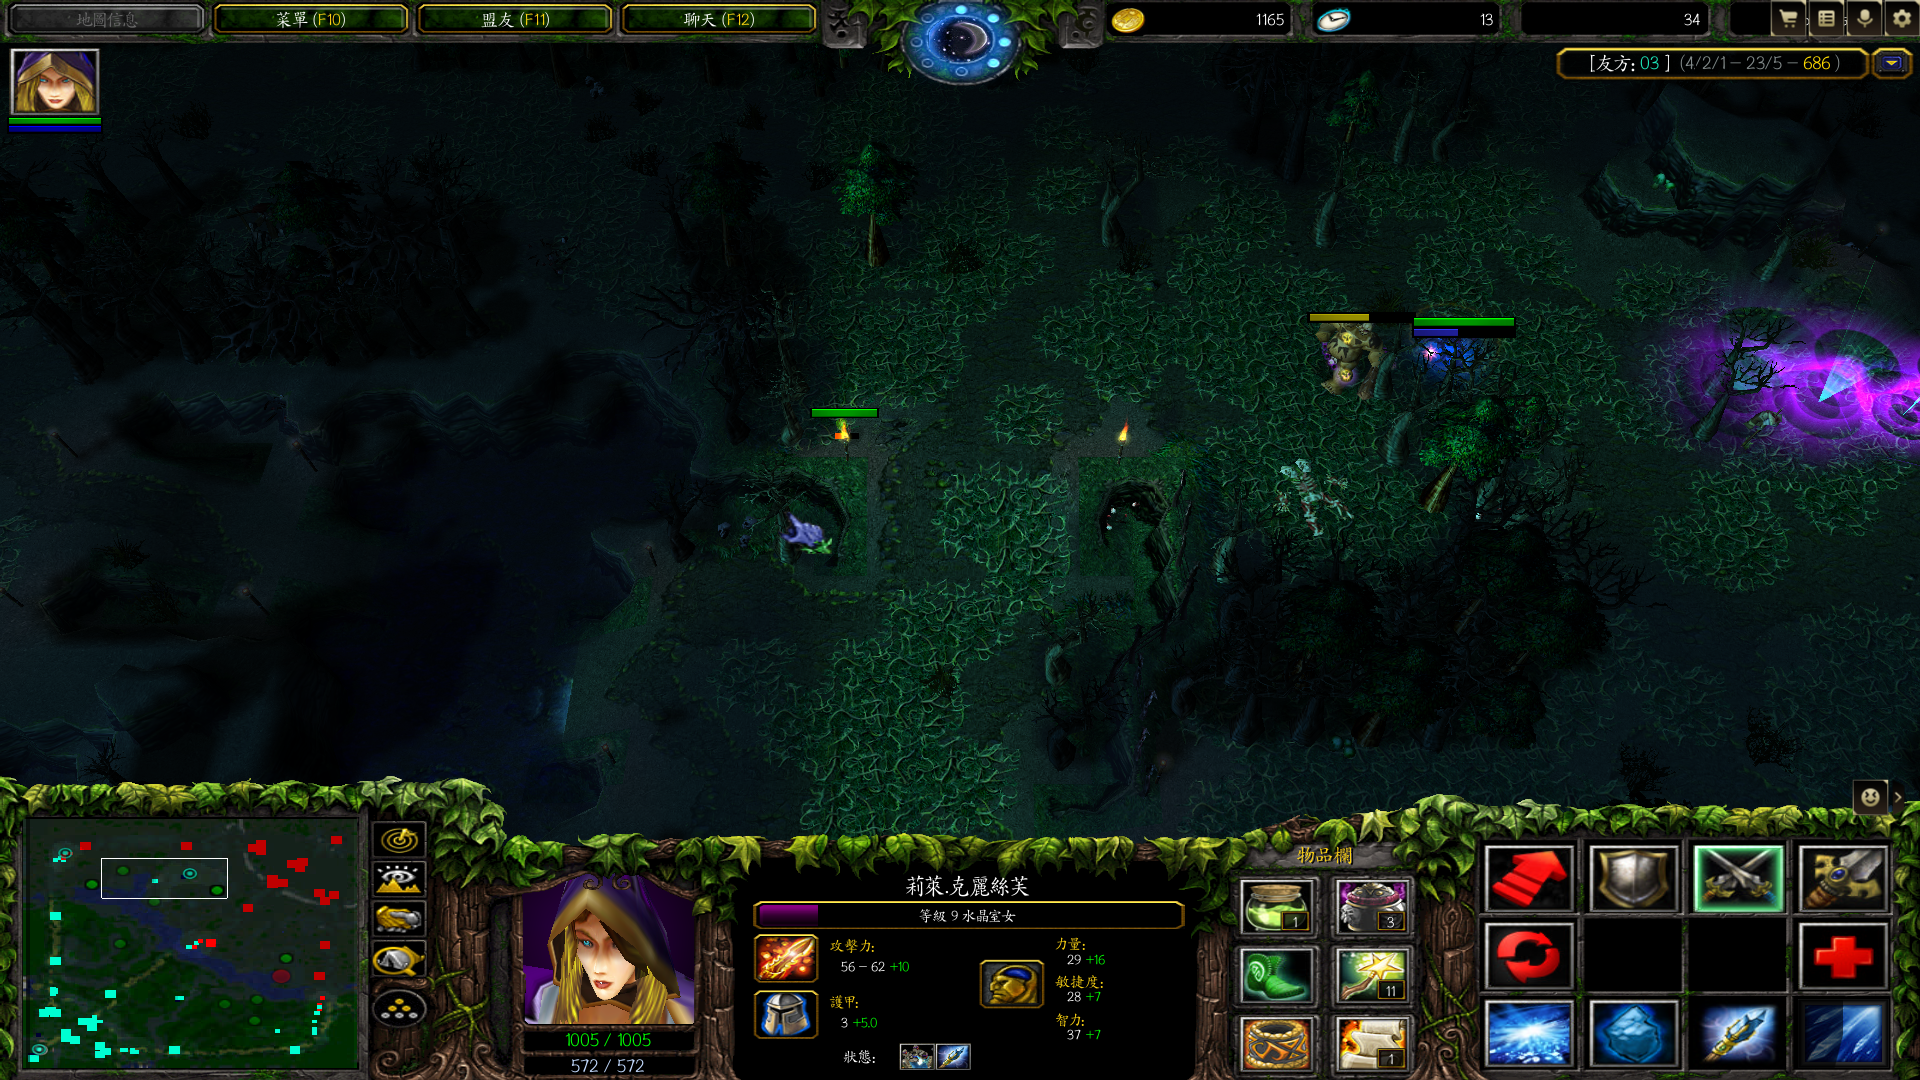 地圖信息
菜單 (F10)
盟友 (F11)
聊天 (F12)
1165
13
34
[友方: 03 ] (4/2/1 – 23/5 – 686 )
莉萊.克麗絲芙
等級 9 水晶室女
攻擊力:
56 – 62 +10
護甲:
3 +5.0
力量:
29 +16
敏捷度:
28 +7
智力:
37 +7
狀態:
1005 / 1005
572 / 572
物品欄
1
3
11
1